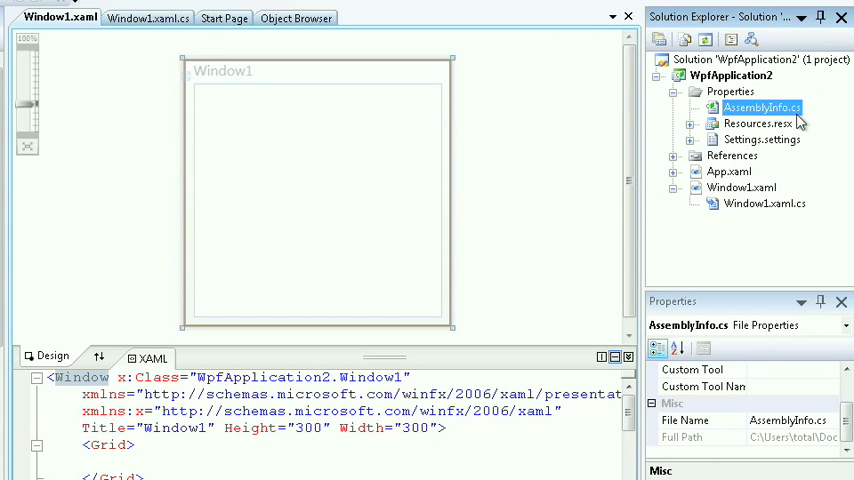 Window1.xaml Window1.xaml.cs Start Page Object Browser
100%
Window1
Design XAML
<Window x:Class="WpfApplication2.Window1"
xmlns="http://schemas.microsoft.com/winfx/2006/xaml/presentat
xmlns:x="http://schemas.microsoft.com/winfx/2006/xaml"
Title="Window1" Height="300" Width="300">
<Grid>
</Grid>
Solution Explorer - Solution '...
Solution 'WpfApplication2' (1 project)
WpfApplication2
Properties
AssemblyInfo.cs
Resources.resx
Settings.settings
References
App.xaml
Window1.xaml
Window1.xaml.cs
Properties
AssemblyInfo.cs File Properties
Custom Tool
Custom Tool Nam
Misc
File Name AssemblyInfo.cs
Full Path C:\Users\total\Doc
Misc